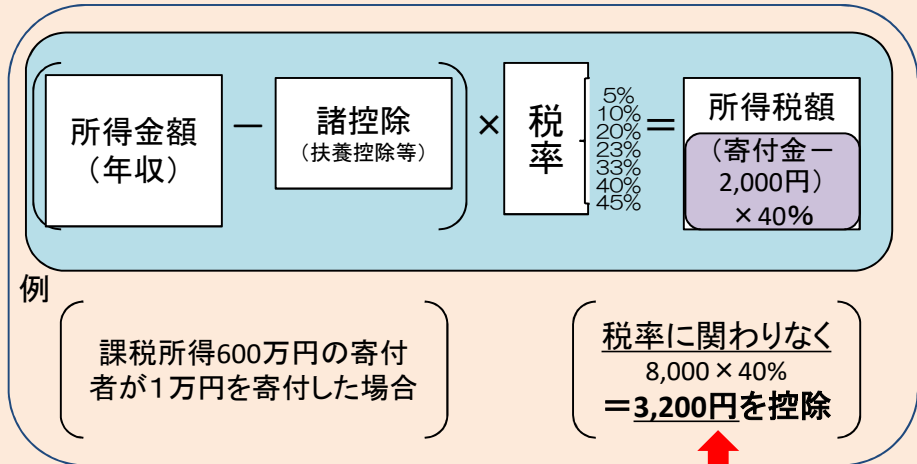 所得金額
（年収）
－
諸控除
（扶養控除等）
×
税
率
5%
10%
20%
23%
33%
40%
45%
＝
所得税額
（寄付金－
2,000円）
×40%
例
課税所得600万円の寄付
者が１万円を寄付した場合
税率に関わりなく
8,000×40%
＝3,200円を控除